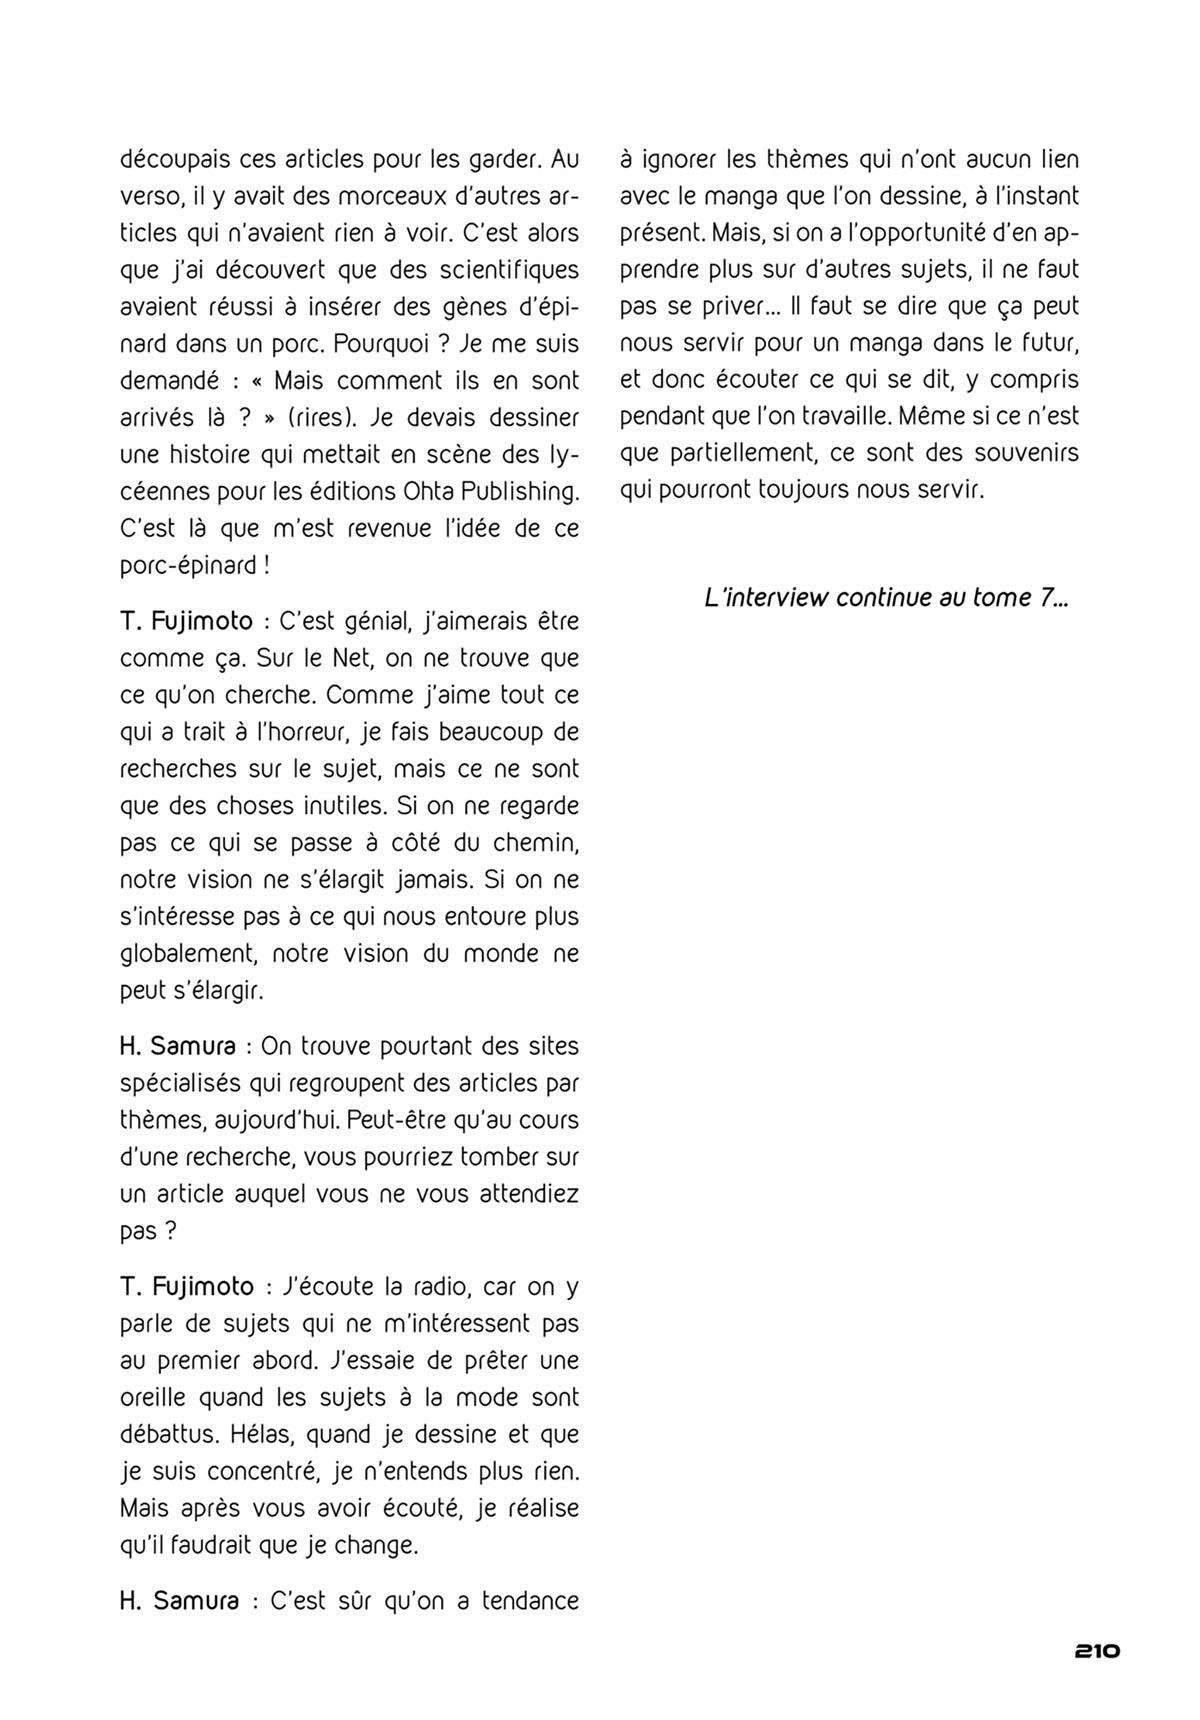 découpais ces articles pour les garder. Au
verso, il y avait des morceaux d'autres ar-
ticles qui n'avaient rien à voir. C'est alors
que j'ai découvert que des scientifiques
avaient réussi à insérer des gènes d'épi-
nard dans un porc. Pourquoi ? Je me suis
demandé : « Mais comment ils en sont
arrivés là ? » (rires). Je devais dessiner
une histoire qui mettait en scène des ly-
céennes pour les éditions Ohta Publishing.
C'est là que m'est revenue l'idée de ce
porc-épinard !
T. Fujimoto : C'est génial, j'aimerais être
comme ça. Sur le Net, on ne trouve que
ce qu'on cherche. Comme j'aime tout ce
qui a trait à l'horreur, je fais beaucoup de
recherches sur le sujet, mais ce ne sont
que des choses inutiles. Si on ne regarde
pas ce qui se passe à côté du chemin,
notre vision ne s'élargit jamais. Si on ne
s'intéresse pas à ce qui nous entoure plus
globalement, notre vision du monde ne
peut s'élargir.
H. Samura : On trouve pourtant des sites
spécialisés qui regroupent des articles par
thèmes, aujourd'hui. Peut-être qu'au cours
d'une recherche, vous pourriez tomber sur
un article auquel vous ne vous attendiez
pas ?
T. Fujimoto : J'écoute la radio, car on y
parle de sujets qui ne m'intéressent pas
au premier abord. J'essaie de prêter une
oreille quand les sujets à la mode sont
débattus. Hélas, quand je dessine et que
je suis concentré, je n'entends plus rien.
Mais après vous avoir écouté, je réalise
qu'il faudrait que je change.
H. Samura : C'est sûr qu'on a tendance
à ignorer les thèmes qui n'ont aucun lien
avec le manga que l'on dessine, à l'instant
présent. Mais, si on a l'opportunité d'en ap-
prendre plus sur d'autres sujets, il ne faut
pas se priver... Il faut se dire que ça peut
nous servir pour un manga dans le futur,
et donc écouter ce qui se dit, y compris
pendant que l'on travaille. Même si ce n'est
que partiellement, ce sont des souvenirs
qui pourront toujours nous servir.
L'interview continue au tome 7...
210